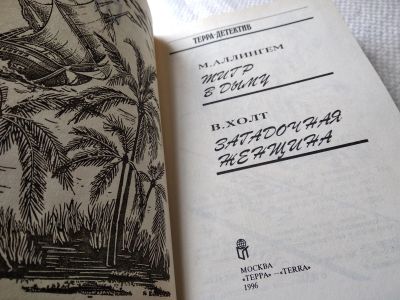 ТЕРРА-ДЕТЕКТИВ
М.АЛЛИНГЕМ
ТИГР
В ДЫМУ
В.ХОЛТ
ЗАГАДОЧНАЯ
ЖЕНЩИНА
МОСКВА
«ТЕРРА»—«TERRA»
1996